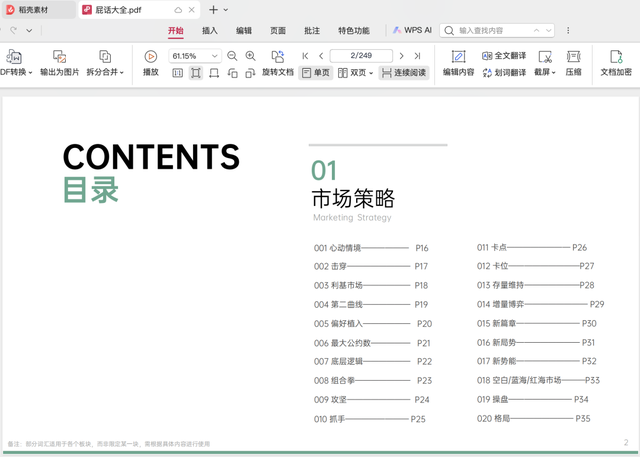 稻壳素材
屁话大全.pdf
开始 插入 编辑 页面 批注 特色功能 WPS AI 查找内容
DF转换 输出为图片 拆分合并 播放 61.15% 旋转文档 2/249 单页 双页 连续阅读 编辑内容 全文翻译 划词翻译 截屏 压缩 文档加密
CONTENTS
目录
01
市场策略
Marketing Strategy
001 心动情境 P16
002 击穿 P17
003 利基市场 P18
004 第二曲线 P19
005 偏好植入 P20
006 最大公约数 P21
007 底层逻辑 P22
008 组合拳 P23
009 攻坚 P24
010 抓手 P25
011 卡点 P26
012 卡位 P27
013 存量维持 P28
014 增量博弈 P29
015 新篇章 P30
016 新局势 P31
017 新势能 P32
018 空白/蓝海/红海市场 P33
019 操盘 P34
020 格局 P35
备注：部分词汇适用于各个板块，而非限定某一块，需根据具体内容进行使用
2